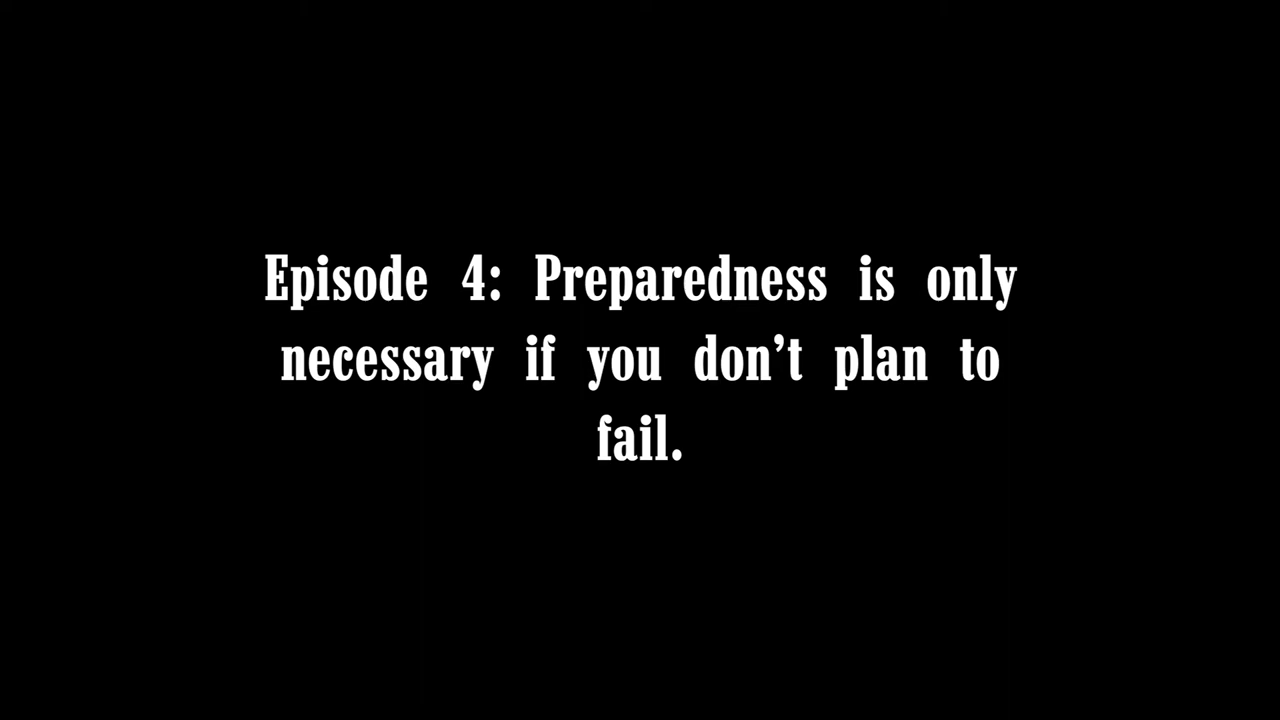 Episode 4: Preparedness is only
necessary if you don’t plan to
fail.